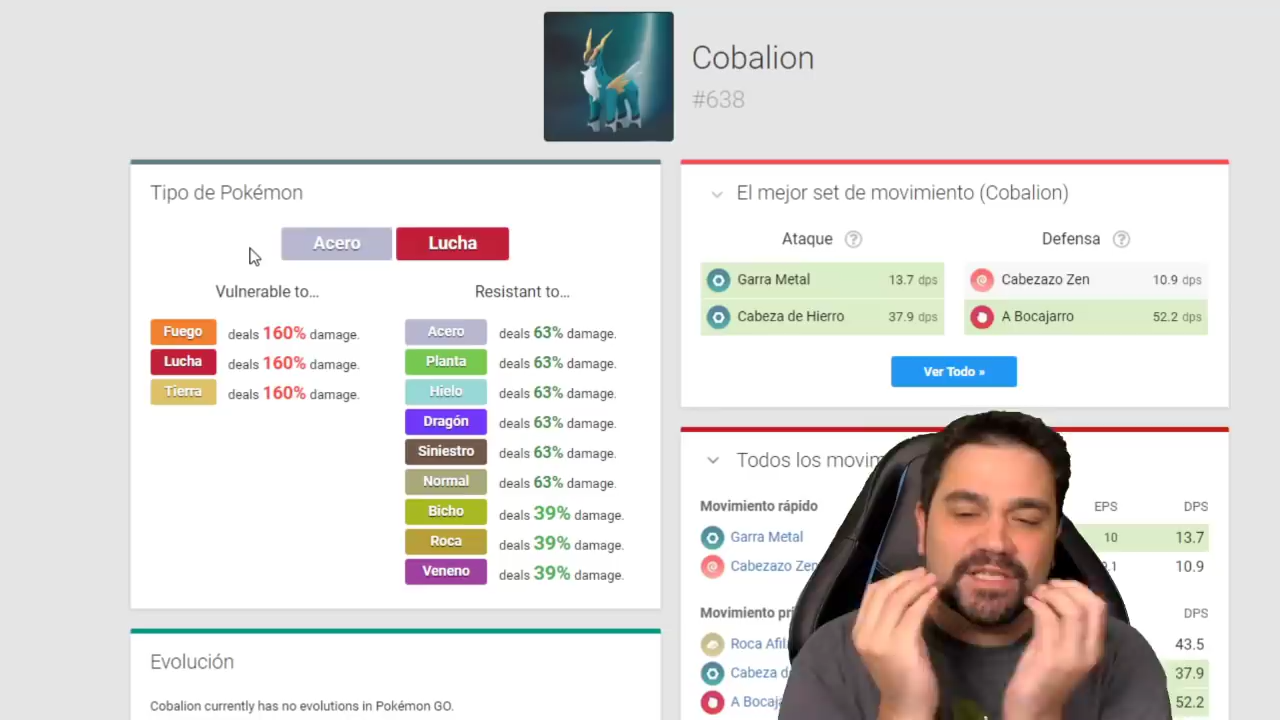 Cobalion
#638
Tipo de Pokémon
Acero
Lucha
Vulnerable to...
Resistant to...
Fuego deals 160% damage.
Lucha deals 160% damage.
Tierra deals 160% damage.
Acero deals 63% damage.
Planta deals 63% damage.
Hielo deals 63% damage.
Dragón deals 63% damage.
Siniestro deals 63% damage.
Normal deals 63% damage.
Bicho deals 39% damage.
Roca deals 39% damage.
Veneno deals 39% damage.
Evolución
Cobalion currently has no evolutions in Pokémon GO.
El mejor set de movimiento (Cobalion)
Ataque ?
Defensa ?
Garra Metal 13.7 dps
Cabeza de Hierro 37.9 dps
Cabezazo Zen 10.9 dps
A Bocajarro 52.2 dps
Ver Todo »
Todos los
Movimiento rápido EPS DPS
Garra Metal 10 13.7
Cabezazo Zen 10.9
Movimiento DPS
Roca 43.5
Cabeza 37.9
A 52.2